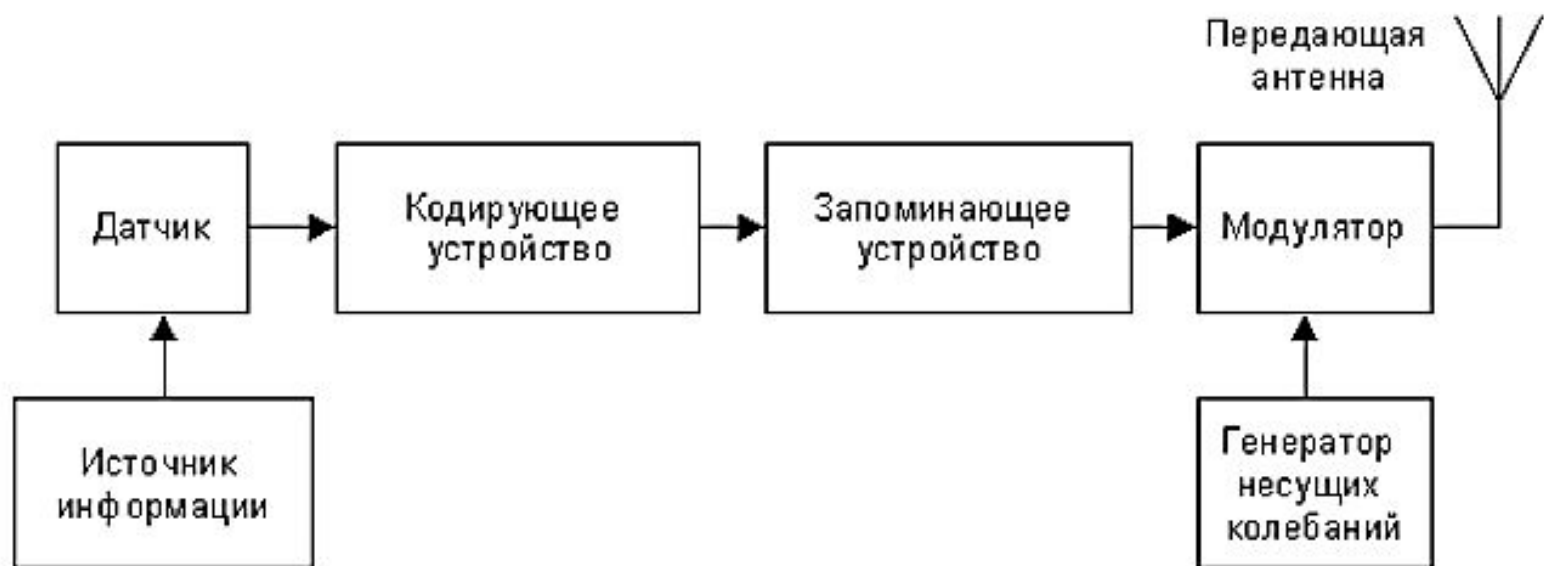 Передающая
антенна
Датчик
Кодирующее
устройство
Запоминающее
устройство
Модулятор
Источник
информации
Генератор
несущих
колебаний